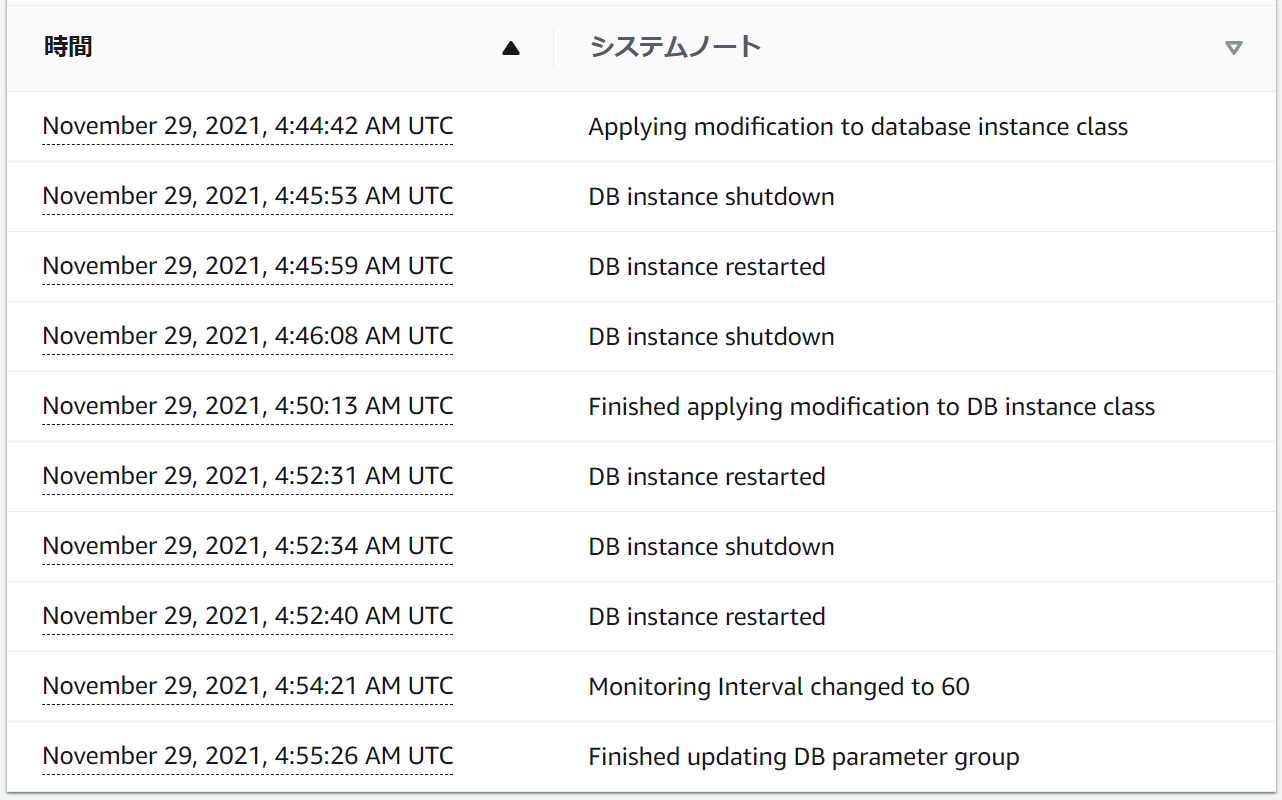 時間 ▲ システムノート ▽
November 29, 2021, 4:44:42 AM UTC Applying modification to database instance class
November 29, 2021, 4:45:53 AM UTC DB instance shutdown
November 29, 2021, 4:45:59 AM UTC DB instance restarted
November 29, 2021, 4:46:08 AM UTC DB instance shutdown
November 29, 2021, 4:50:13 AM UTC Finished applying modification to DB instance class
November 29, 2021, 4:52:31 AM UTC DB instance restarted
November 29, 2021, 4:52:34 AM UTC DB instance shutdown
November 29, 2021, 4:52:40 AM UTC DB instance restarted
November 29, 2021, 4:54:21 AM UTC Monitoring Interval changed to 60
November 29, 2021, 4:55:26 AM UTC Finished updating DB parameter group